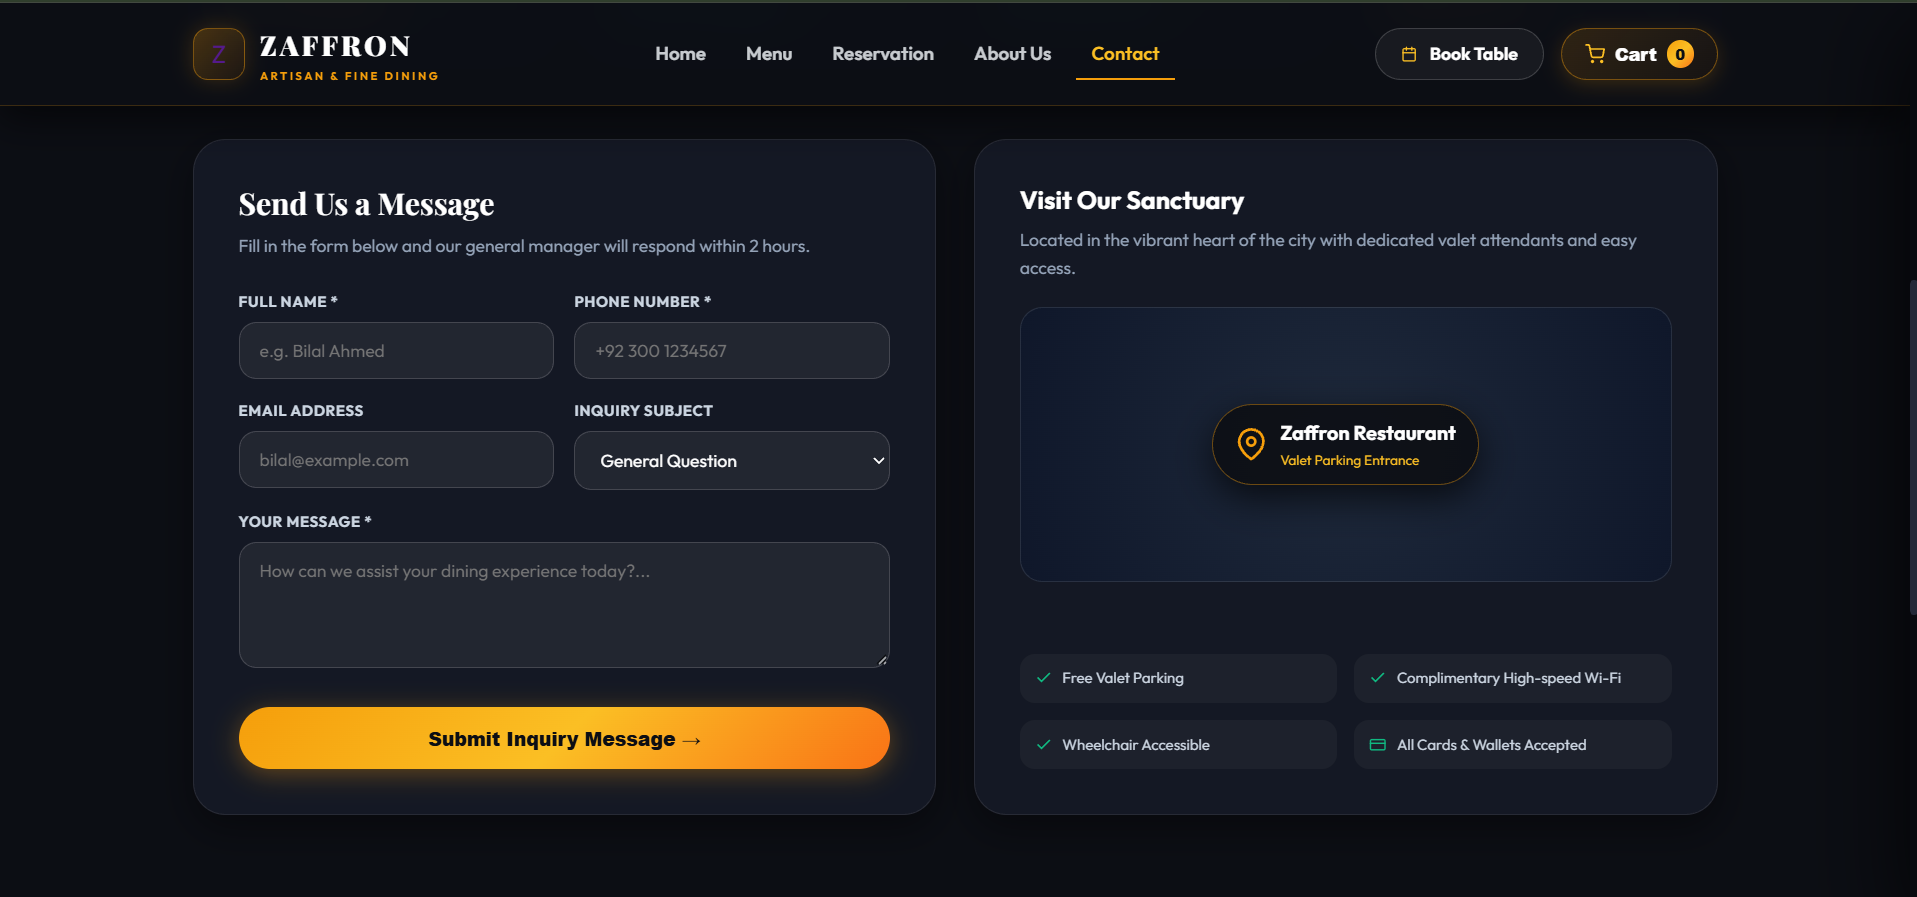 Z
ZAFFRON
ARTISAN & FINE DINING
Home
Menu
Reservation
About Us
Contact
Book Table
Cart
0
Send Us a Message
Fill in the form below and our general manager will respond within 2 hours.
FULL NAME *
PHONE NUMBER *
e.g. Bilal Ahmed
+92 300 1234567
EMAIL ADDRESS
INQUIRY SUBJECT
bilal@example.com
General Question
YOUR MESSAGE *
How can we assist your dining experience today?...
Submit Inquiry Message →
Visit Our Sanctuary
Located in the vibrant heart of the city with dedicated valet attendants and easy
access.
Zaffron Restaurant
Valet Parking Entrance
Free Valet Parking
Complimentary High-speed Wi-Fi
Wheelchair Accessible
All Cards & Wallets Accepted